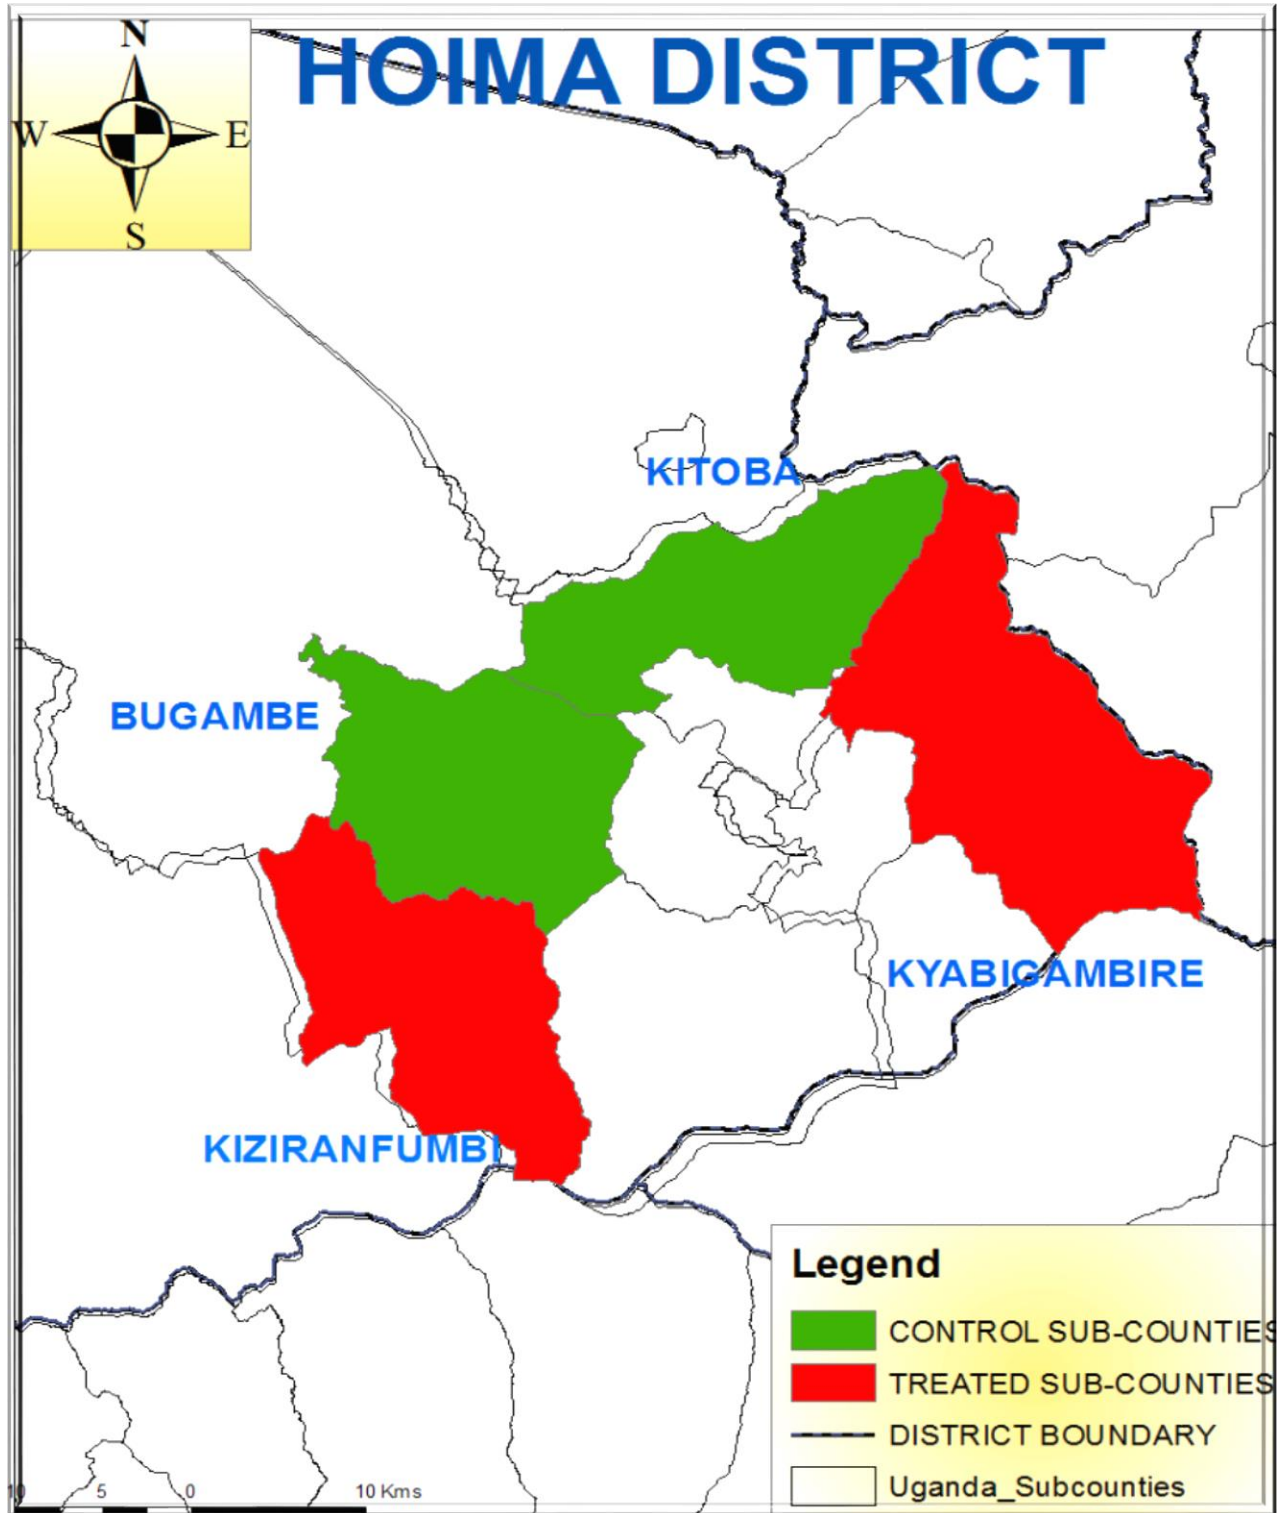 N
HOIMA DISTRICT
W E
S
KITOBA
BUGAMBE
KYABIGAMBIRE
KIZIRANFUMBI
Legend
CONTROL SUB-COUNTIES
TREATED SUB-COUNTIES
DISTRICT BOUNDARY
Uganda_Subcounties
10 5 0 10 Kms